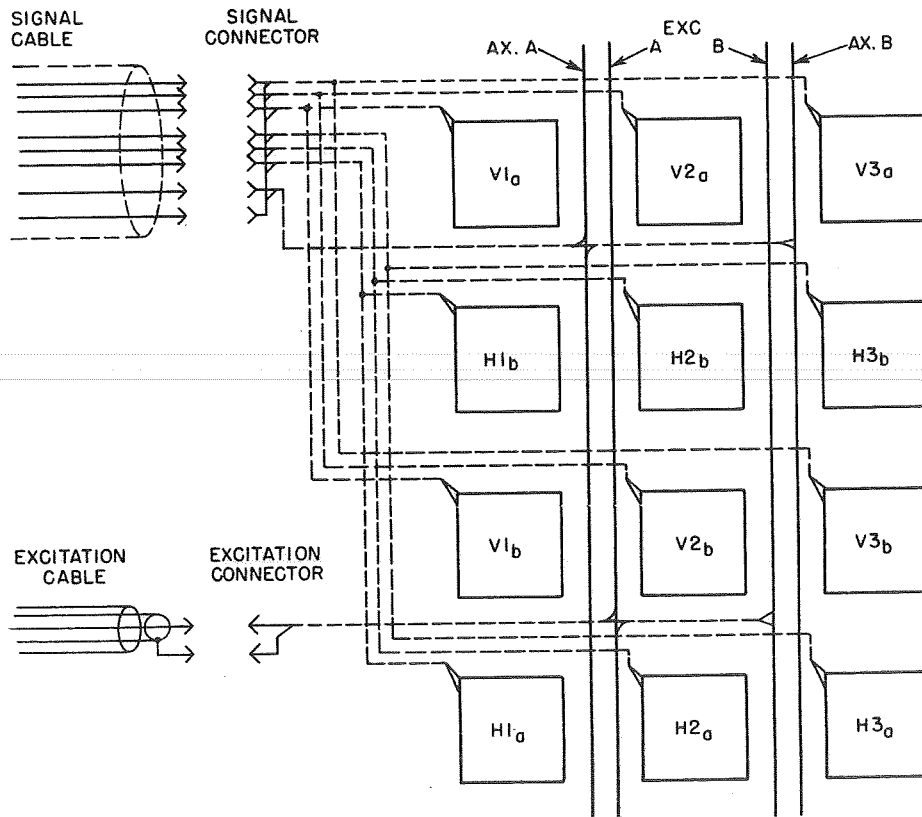 SIGNAL
CABLE
SIGNAL
CONNECTOR
EXC
AX. A
A
B
AX. B
V1a
V2a
V3a
H1b
H2b
H3b
V1b
V2b
V3b
EXCITATION
CABLE
EXCITATION
CONNECTOR
H1a
H2a
H3a